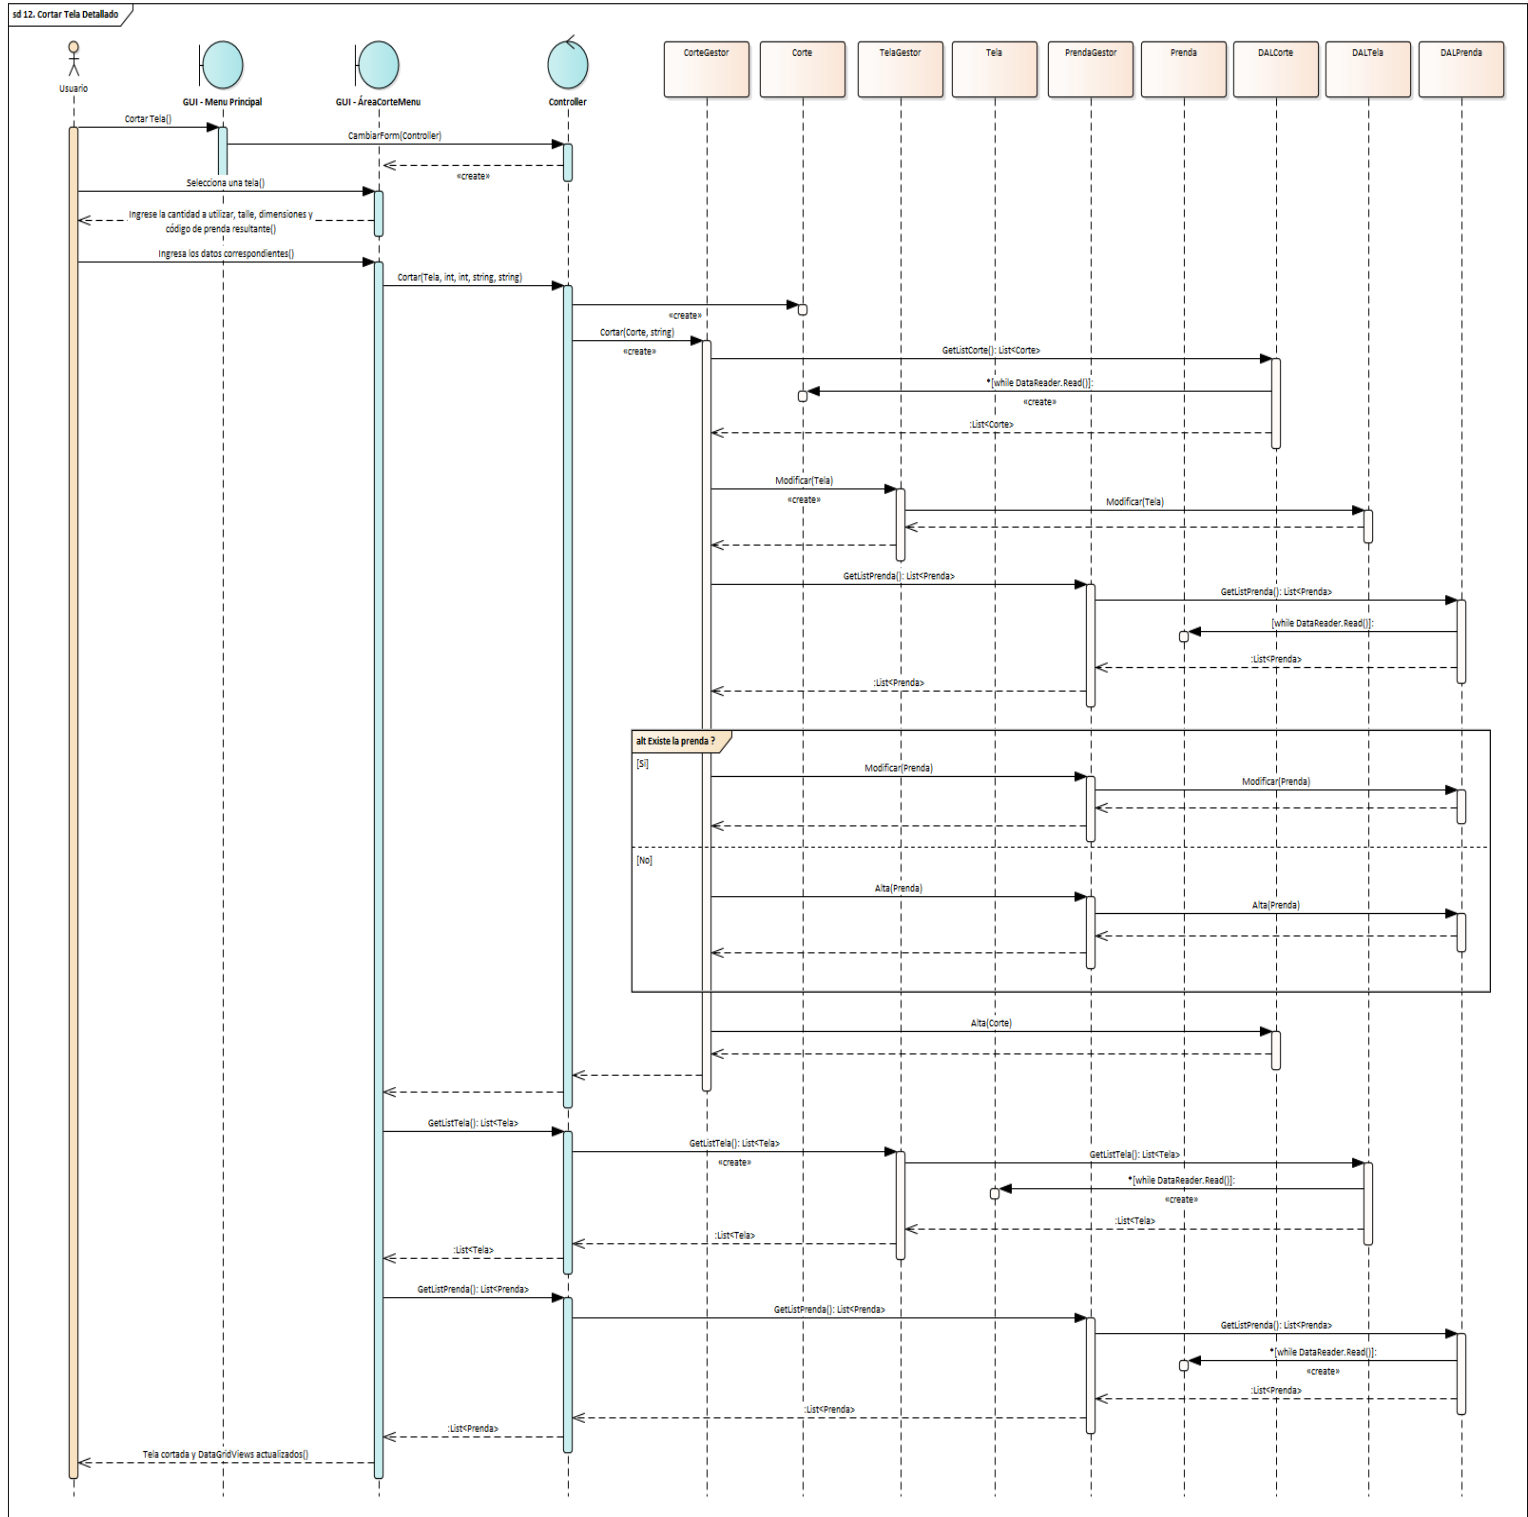 sd 12. Cortar Tela Detallado
Usuario
GUI - Menu Principal
GUI - ÁreaCorteMenu
Controller
CorteGestor
Corte
TelaGestor
Tela
PrendaGestor
Prenda
DALCorte
DALTela
DALPrenda
Cortar Tela()
CambiarForm(Controller)
«create»
Selecciona una tela()
Ingrese la cantidad a utilizar, talle, dimensiones y
código de prenda resultante()
Ingresa los datos correspondientes()
Cortar(Tela, int, int, string, string)
«create»
Cortar(Corte, string)
«create»
GetListCorte(): List<Corte>
*[while DataReader.Read()]:
«create»
:List<Corte>
Modificar(Tela)
«create»
Modificar(Tela)
GetListPrenda(): List<Prenda>
GetListPrenda(): List<Prenda>
[while DataReader.Read()]:
:List<Prenda>
:List<Prenda>
alt Existe la prenda ?
[Si]
Modificar(Prenda)
Modificar(Prenda)
[No]
Alta(Prenda)
Alta(Prenda)
Alta(Corte)
GetListTela(): List<Tela>
GetListTela(): List<Tela>
«create»
GetListTela(): List<Tela>
*[while DataReader.Read()]:
«create»
:List<Tela>
:List<Tela>
:List<Tela>
GetListPrenda(): List<Prenda>
GetListPrenda(): List<Prenda>
GetListPrenda(): List<Prenda>
*[while DataReader.Read()]:
«create»
:List<Prenda>
:List<Prenda>
:List<Prenda>
Tela cortada y DataGridViews actualizados()